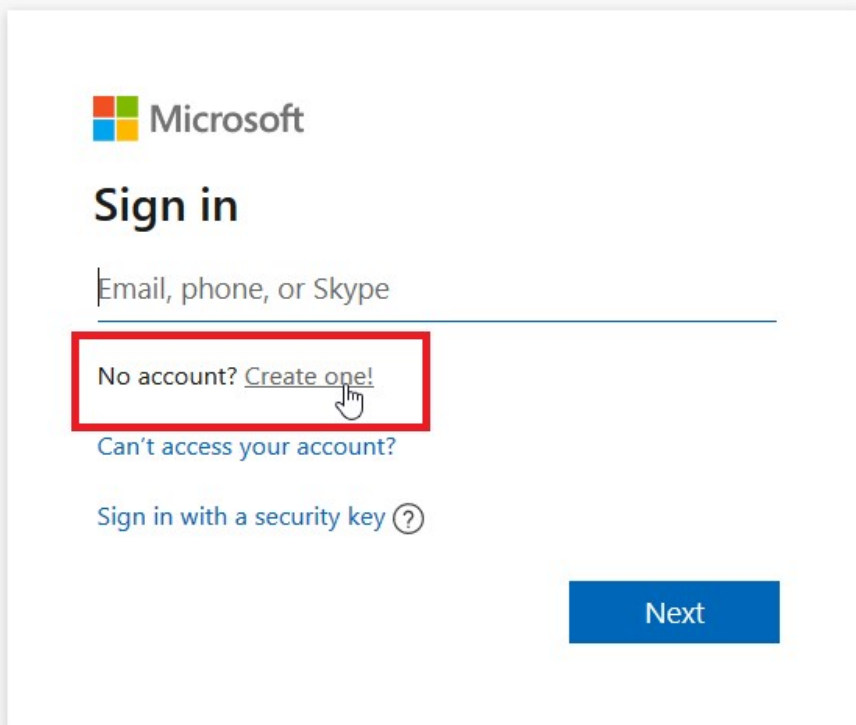 Microsoft
Sign in
Email, phone, or Skype
No account? Create one!
Can't access your account?
Sign in with a security key ?
Next